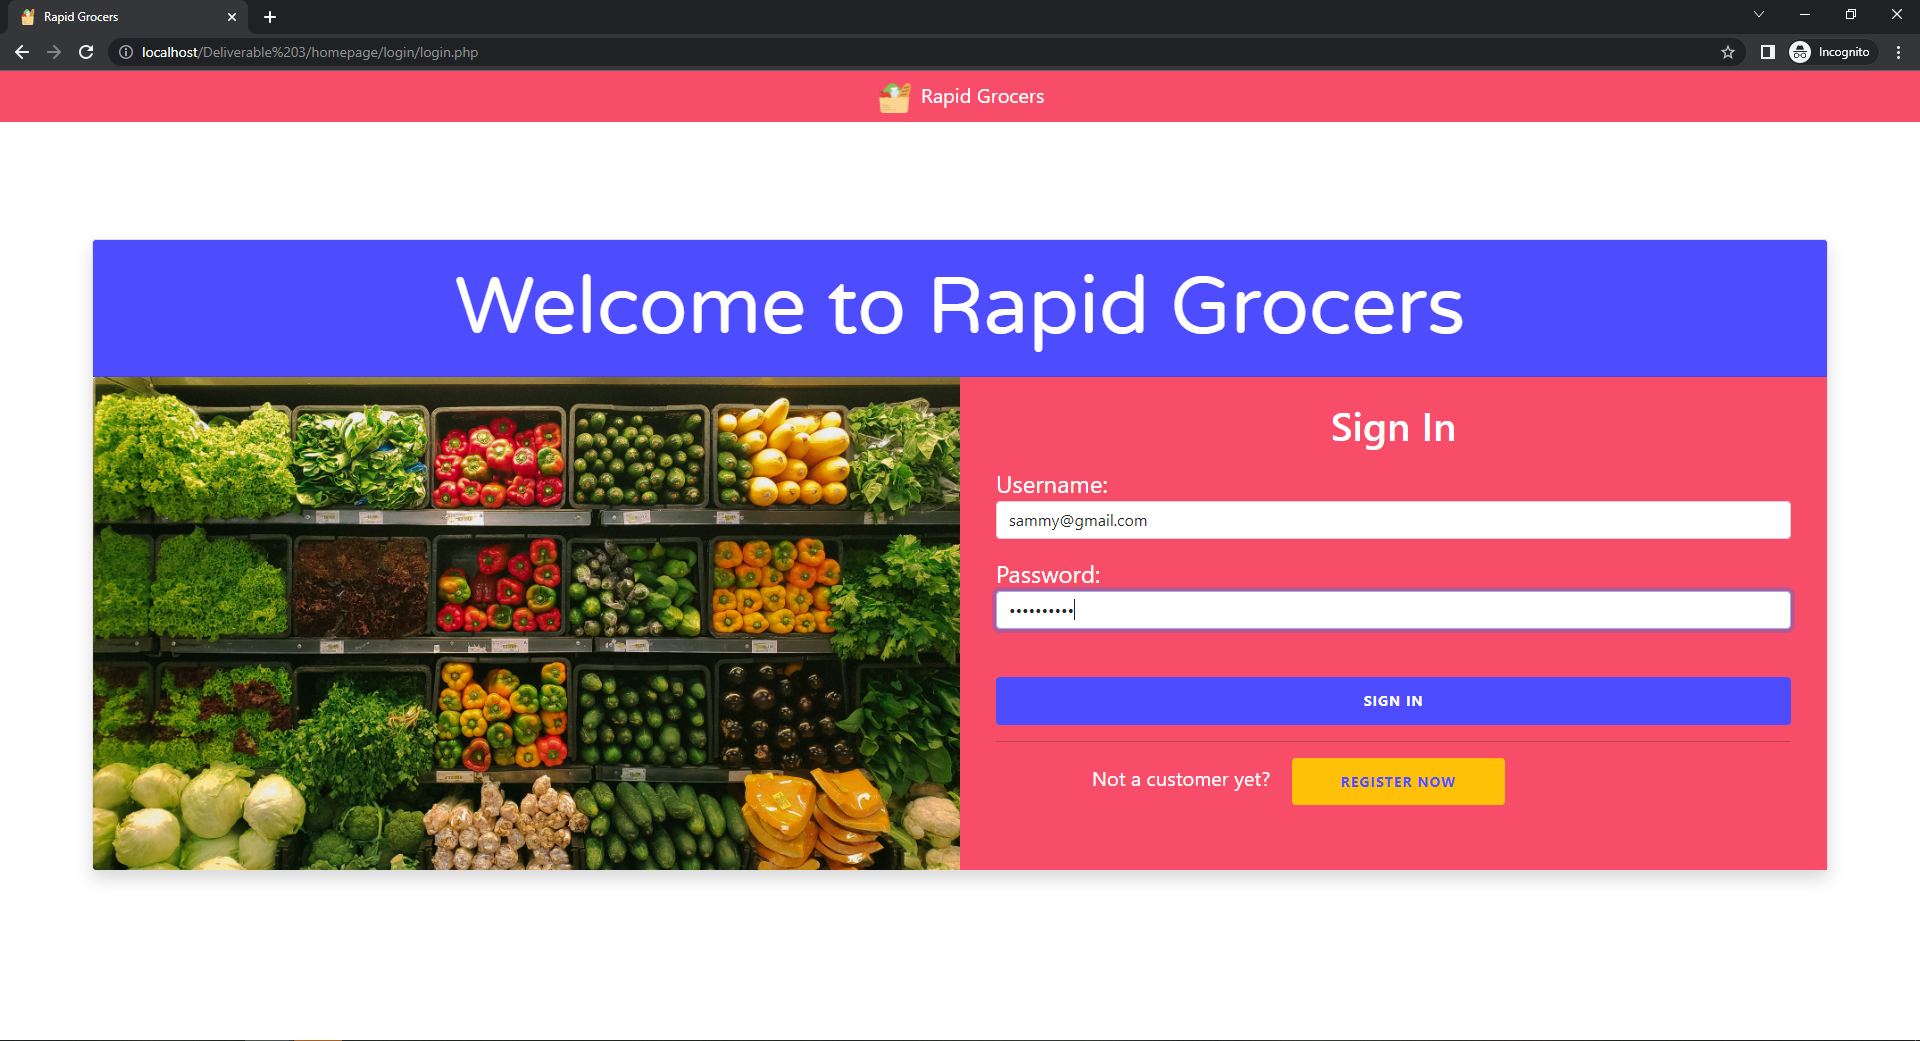 Rapid Grocers
localhost/Deliverable%203/homepage/login/login.php
Incognito
Rapid Grocers
Welcome to Rapid Grocers
Sign In
Username:
sammy@gmail.com
Password:
••••••••••
SIGN IN
Not a customer yet?
REGISTER NOW